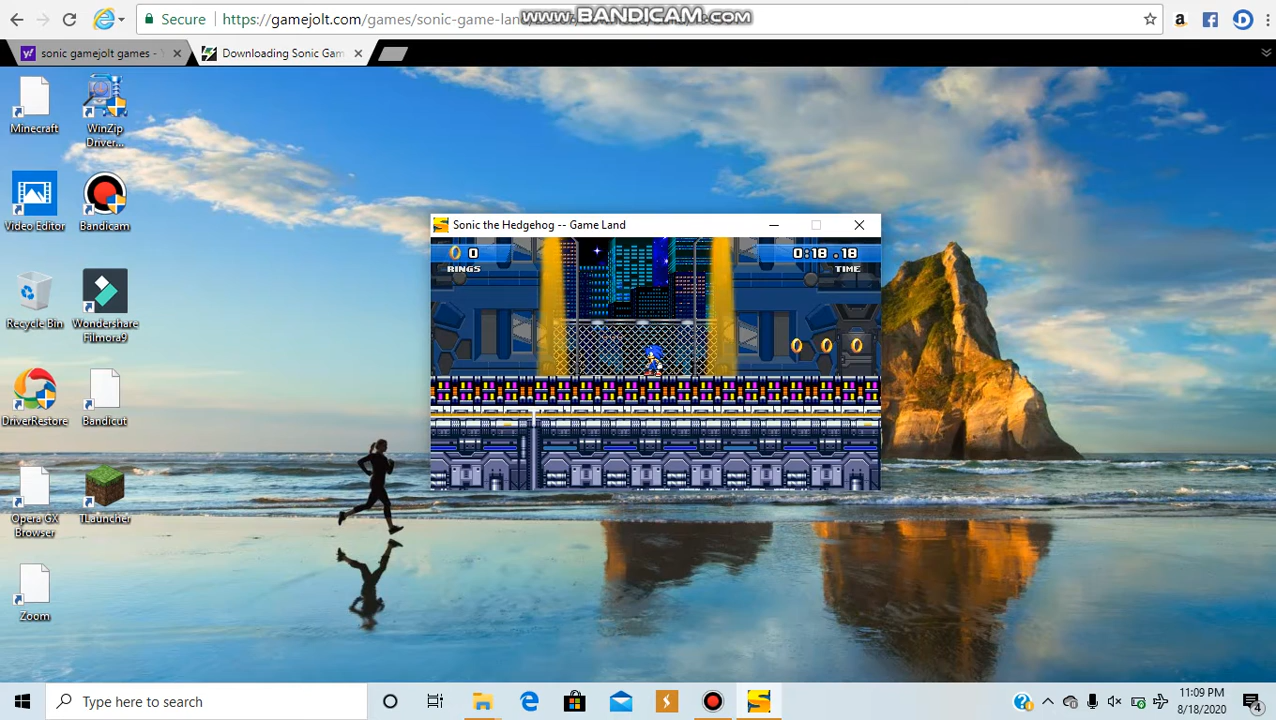 Secure https://gamejolt.com/games/sonic-game-lan
www.BANDICAM.com
sonic gamejolt games -
Downloading Sonic Gam
Minecraft
WinZip Driver...
Video Editor
Bandicam
Recycle Bin
Wondershare Filmora9
DriverRestore
Bandicut
Opera GX Browser
TLauncher
Zoom
Sonic the Hedgehog -- Game Land
0
RINGS
0:18 .18
TIME
Type here to search
11:09 PM
8/18/2020
4